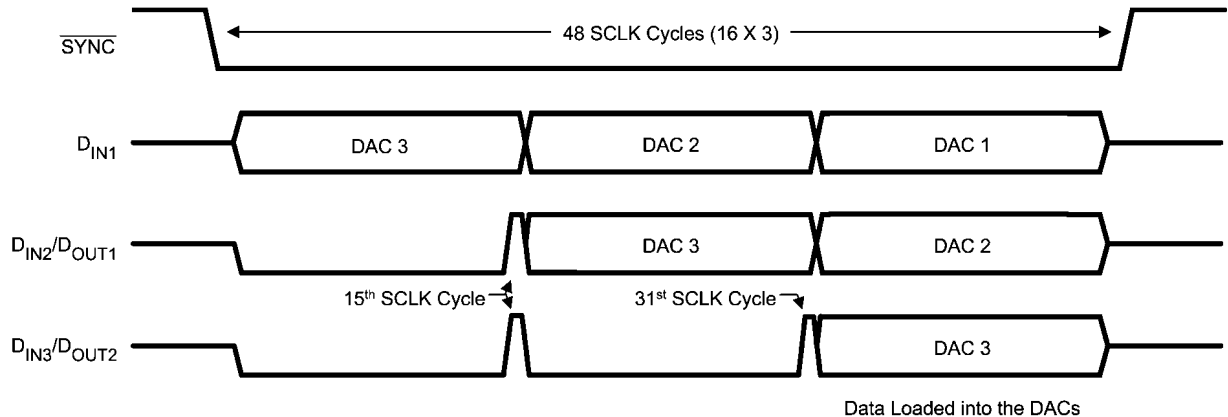 SYNC
48 SCLK Cycles (16 X 3)
DIN1
DAC 3
DAC 2
DAC 1
DIN2/DOUT1
DAC 3
DAC 2
15th SCLK Cycle
31st SCLK Cycle
DIN3/DOUT2
DAC 3
Data Loaded into the DACs